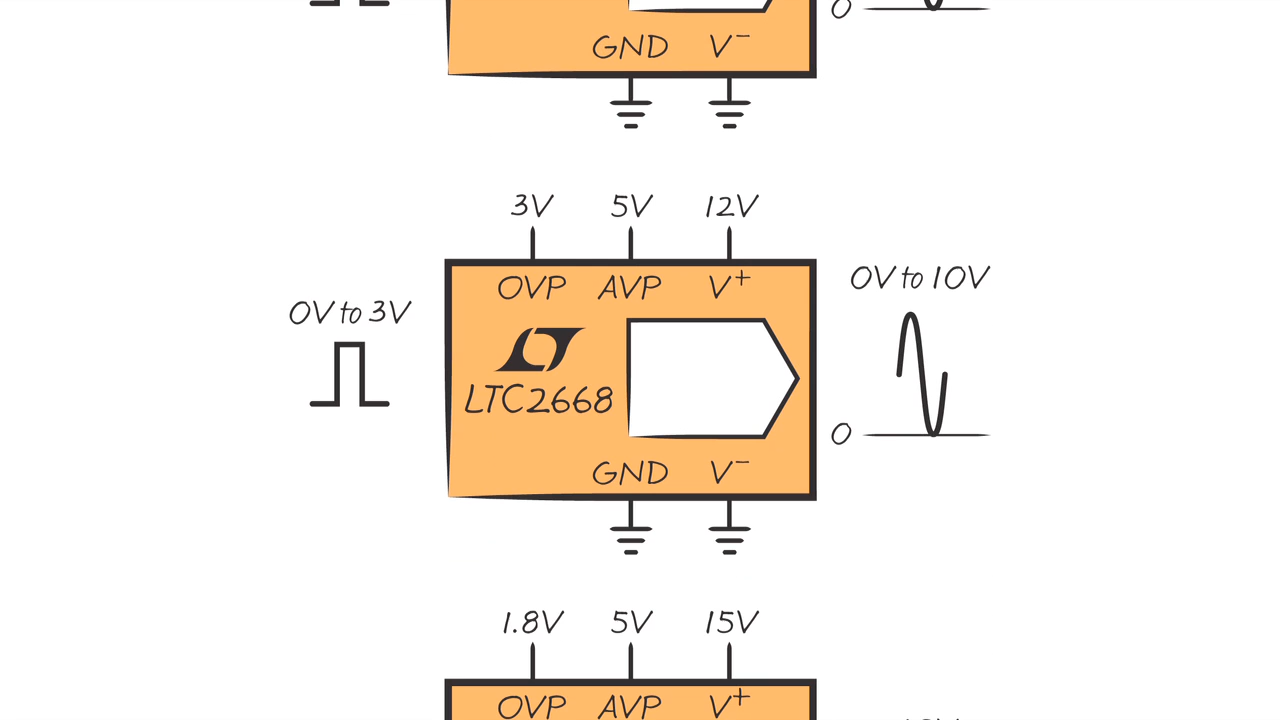 0
GND V−
3V 5V 12V
OVP AVP V+
0V to 10V
0V to 3V
LTC2668
0
GND V−
1.8V 5V 15V
OVP AVP V+